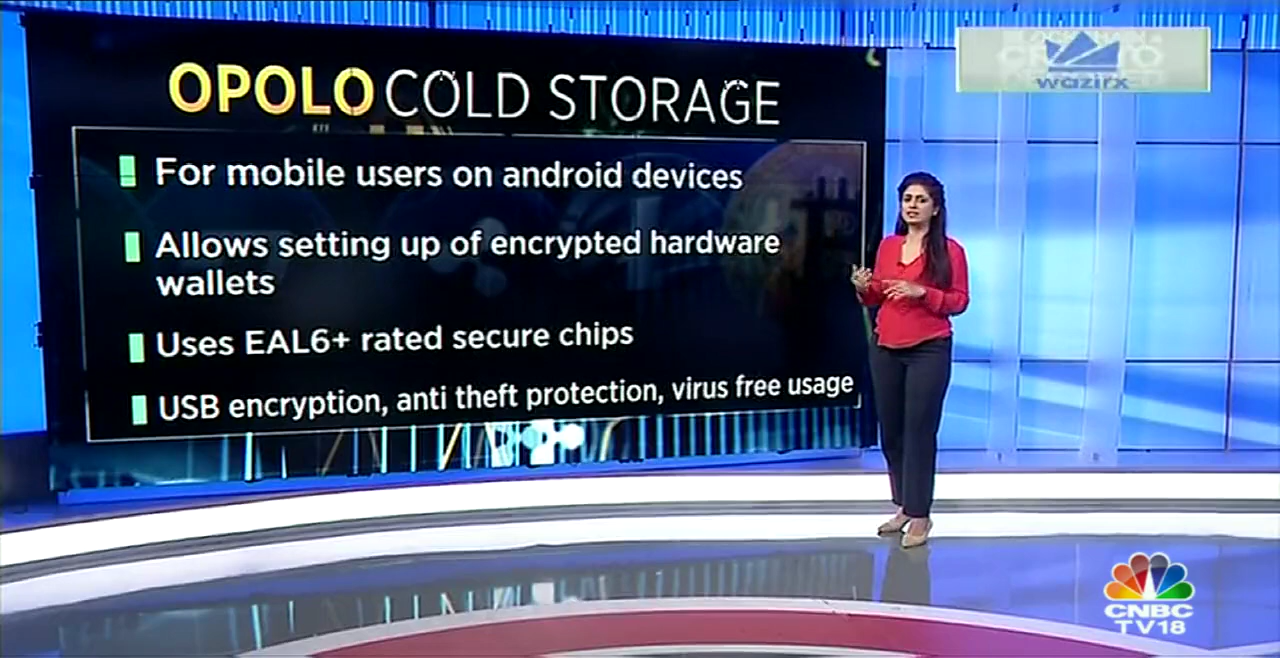 OPOLO COLD STORAGE
For mobile users on android devices
Allows setting up of encrypted hardware
wallets
Uses EAL6+ rated secure chips
USB encryption, anti theft protection, virus free usage
CRYPTO
wazirx
CNBC
TV18